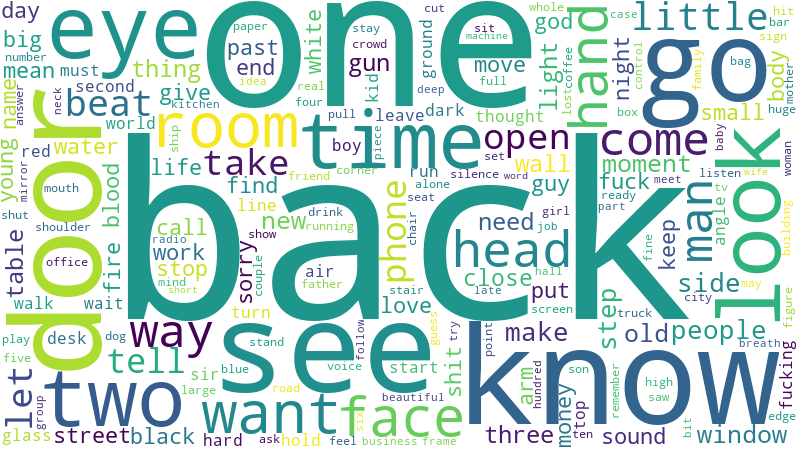 day
eye
one
paper
stay
cut
whole
god
little
case
hit
bar
sign
big
number
mean
must
second
thing
past
end
idea
white
real
gun
crowd
kid
machine
full
ground
move
sit
deep
light
lost
coffee
hand
night
control
go
bag
family
small
body
huge
mother
answer
name
young
neck
beat
give
kitchen
four
pull
leave
dark
thought
box
world
ship
room
time
boy
piece
open
come
baby
woman
red
water
door
life
take
corner
run
silence
set
word
wall
moment
listen
mirror
mouth
blood
find
friend
alone
guy
fuck
meet
wife
tv
shut
shoulder
line
new
drink
phone
seat
need
girl
ready
part
man
angle
look
call
radio
show
running
chair
head
job
keep
fine
building
table
office
fire
work
stop
sorry
couple
air
father
back
close
hall
side
city
may
walk
wait
mind
short
turn
love
stair
late
put
screen
step
truck
figure
play
desk
dog
way
stand
follow
guess
try
point
make
old
people
breath
five
tell
sir
blue
see
voice
start
shit
know
high
saw
fucking
let
group
two
large
want
road
beautiful
face
six
arm
hundred
son
money
top
remember
edge
glass
street
black
hard
ask
hold
feel
business
frame
three
ten
sound
bit
window